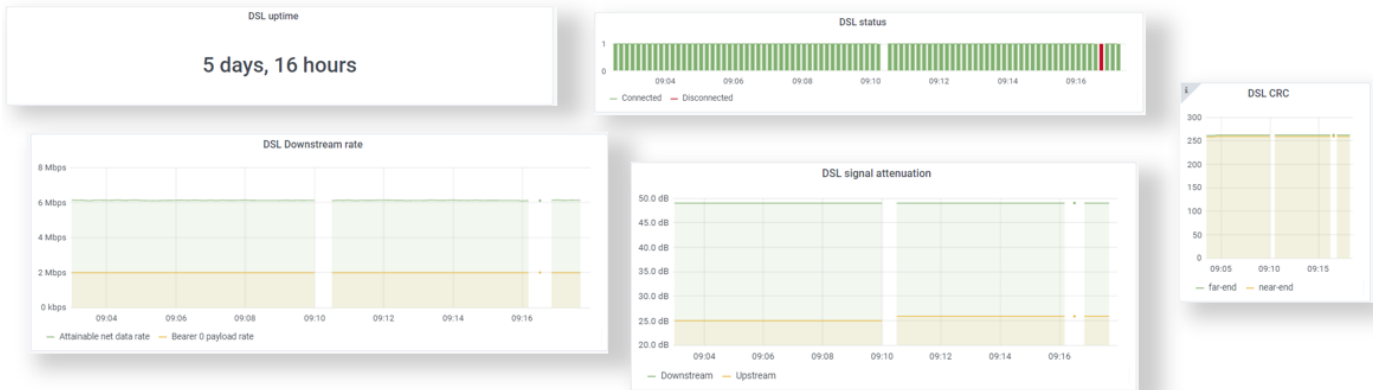 DSL uptime
5 days, 16 hours
DSL status
1
0
09:04 09:06 09:08 09:10 09:12 09:14 09:16
Connected Disconnected
DSL Downstream rate
8 Mbps
6 Mbps
4 Mbps
2 Mbps
0 kbps
09:04 09:06 09:08 09:10 09:12 09:14 09:16
Attainable net data rate Bearer 0 payload rate
DSL signal attenuation
50.0 dB
45.0 dB
40.0 dB
35.0 dB
30.0 dB
25.0 dB
20.0 dB
09:04 09:06 09:08 09:10 09:12 09:14 09:16
Downstream Upstream
i
DSL CRC
300
250
200
150
100
50
0
09:05 09:10 09:15
far-end near-end